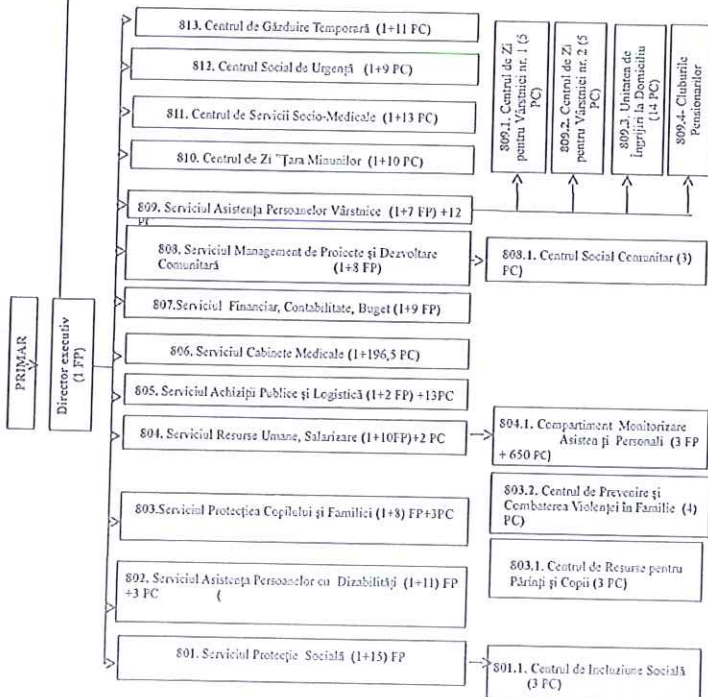 PRIMAR
Director executiv
(1 FP)
813. Centrul de Găzduire Temporară (1+11 PC)
812. Centrul Social de Urgență (1+9 PC)
811. Centrul de Servicii Socio-Medicale (1+13 PC)
810. Centrul de Zi "Țara Minunilor (1+10 PC)
809. Serviciul Asistența Persoanelor Vârstnice (1+7 FP) +12
PC
809.1. Centrul de Zi
pentru Vârstnici nr. 1 (5
PC)
809.2. Centrul de Zi
pentru Vârstnici nr. 2 (5
PC)
809.3. Unitatea de
Îngrijiri la Domiciliu
(14 PC)
809.4- Cluburile
Pensionarilor
808. Serviciul Management de Proiecte și Dezvoltare
Comunitară (1+8 FP)
808.1. Centrul Social Comunitar (3)
PC)
807.Serviciul Financiar, Contabilitate, Buget (1+9 FP)
806. Serviciul Cabinete Medicale (1+196,5 PC)
805. Serviciul Achiziții Publice și Logistică (1+2 FP) +13PC
804. Serviciul Resurse Umane, Salarizare (1+10FP)+2 PC
804.1. Compartiment Monitorizare
Asistenți Personali (3 FP
+ 650 PC)
803.Serviciul Protecția Copilului și Familiei (1+8) FP+3PC
803.2. Centrul de Prevenire și
Combaterea Violenței în Familie (4)
PC)
803.1. Centrul de Resurse pentru
Părinți și Copii (3 PC)
802. Serviciul Asistența Persoanelor cu Dizabilități (1+11) FP
+3 PC (
801. Serviciul Protecție Socială (1+15) FP
801.1. Centrul de Incluziune Socială
(3 PC)